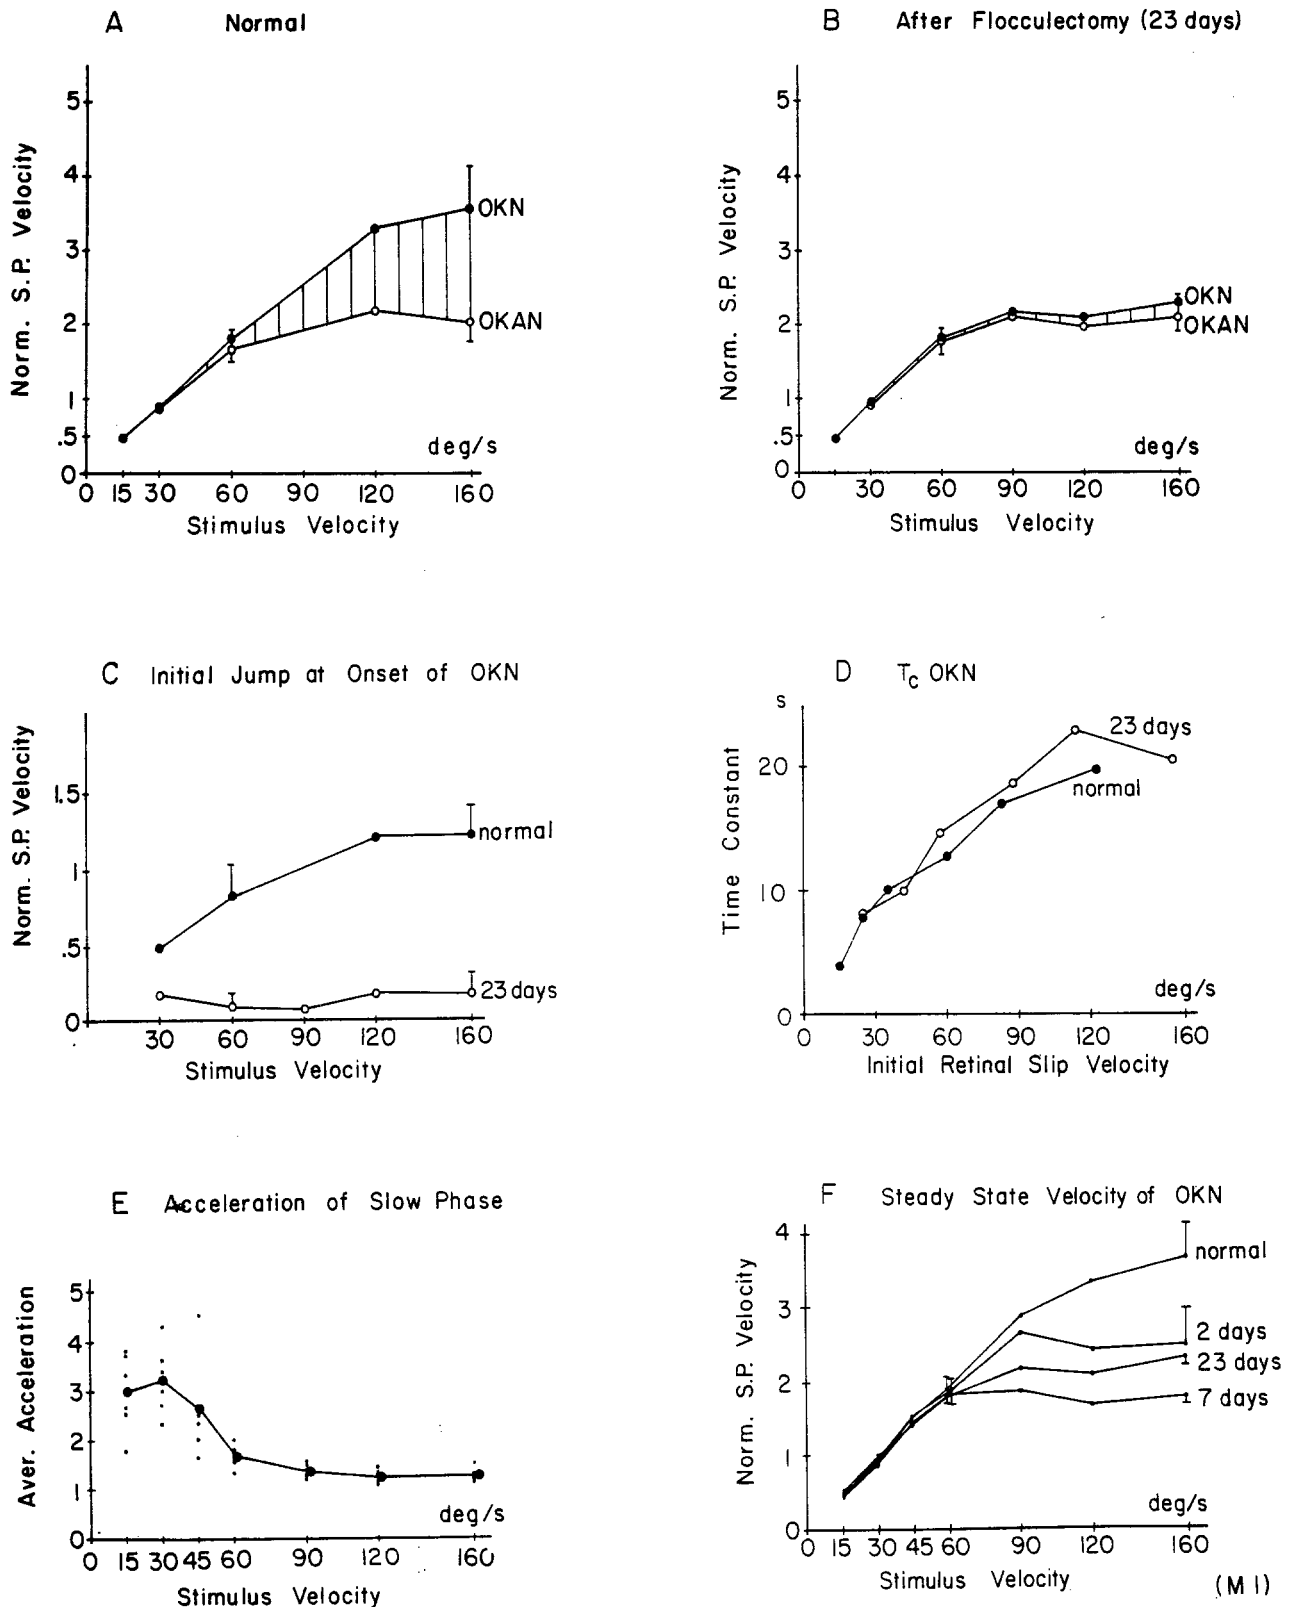 A Normal
Norm. S.P. Velocity
5
4
3
2
1
.5
0
OKN
OKAN
deg/s
0 15 30 60 90 120 160
Stimulus Velocity
B After Flocculectomy (23 days)
Norm. S.P. Velocity
5
4
3
2
1
.5
0
OKN
OKAN
deg/s
0 30 60 90 120 160
Stimulus Velocity
C Initial Jump at Onset of OKN
Norm. S.P. Velocity
1.5
1
.5
0
normal
23 days
30 60 90 120 160
Stimulus Velocity
D Tc OKN
s
Time Constant
20
10
0
23 days
normal
deg/s
0 30 60 90 120 160
Initial Retinal Slip Velocity
E Acceleration of Slow Phase
Aver. Acceleration
5
4
3
2
1
0
deg/s
0 15 30 45 60 90 120 160
Stimulus Velocity
F Steady State Velocity of OKN
Norm. S.P. Velocity
4
3
2
1
0
normal
2 days
23 days
7 days
deg/s
0 15 30 45 60 90 120 160
Stimulus Velocity
(M1)